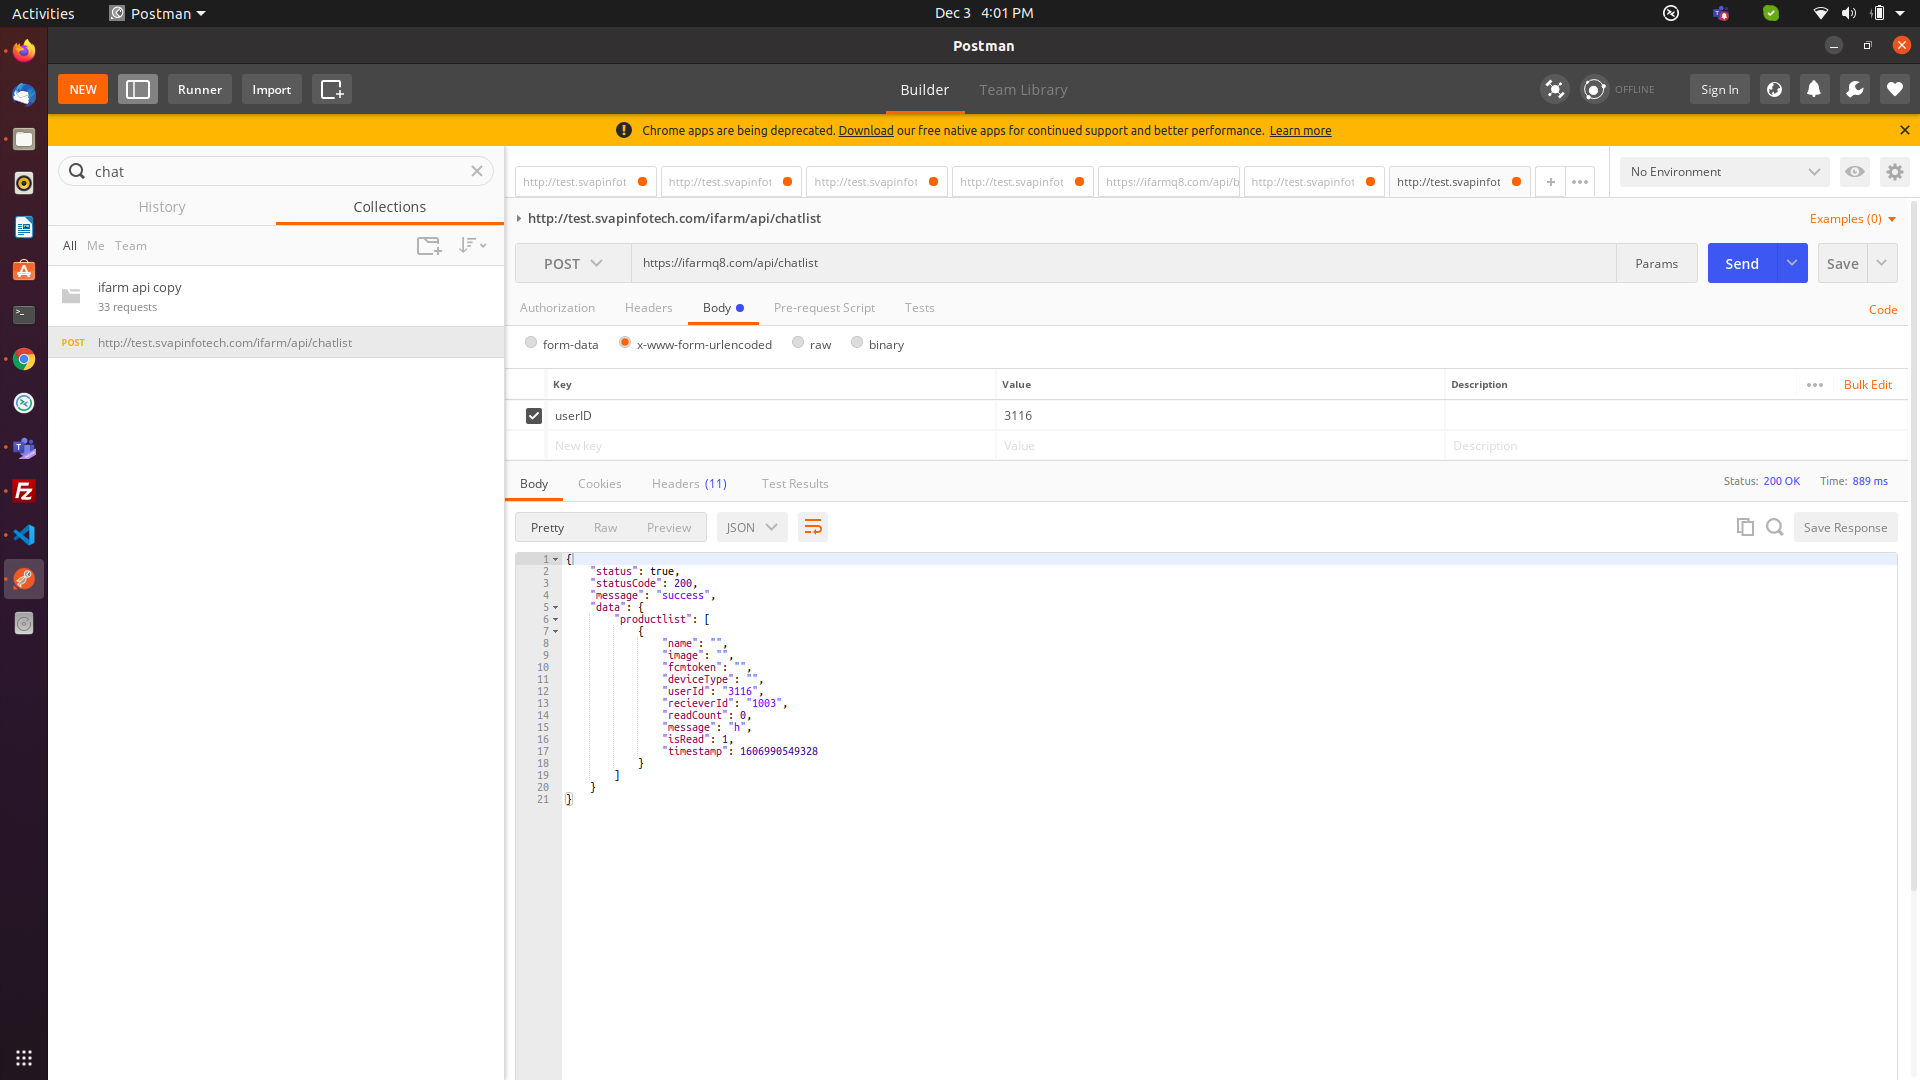 Activities
Postman
Dec 3 4:01 PM
Postman
NEW
Runner
Import
Builder
Team Library
OFFLINE
Sign In
Chrome apps are being deprecated. Download our free native apps for continued support and better performance. Learn more
chat
History
Collections
All Me Team
ifarm api copy
33 requests
POST http://test.svapinfotech.com/ifarm/api/chatlist
http://test.svapinfot
http://test.svapinfot
http://test.svapinfot
http://test.svapinfot
https://ifarmq8.com/api/b
http://test.svapinfot
http://test.svapinfot
No Environment
http://test.svapinfotech.com/ifarm/api/chatlist
Examples (0)
POST
https://ifarmq8.com/api/chatlist
Params
Send
Save
Authorization
Headers
Body
Pre-request Script
Tests
Code
form-data
x-www-form-urlencoded
raw
binary
Key Value Description
Bulk Edit
userID 3116
New key Value Description
Body
Cookies
Headers (11)
Test Results
Status: 200 OK
Time: 889 ms
Pretty
Raw
Preview
JSON
Save Response
1 {
2 "status": true,
3 "statusCode": 200,
4 "message": "success",
5 "data": {
6 "productlist": [
7 {
8 "name": "",
9 "image": "",
10 "fcmtoken": "",
11 "deviceType": "",
12 "userId": "3116",
13 "recieverId": "1003",
14 "readCount": 0,
15 "message": "h",
16 "isRead": 1,
17 "timestamp": 1606990549328
18 }
19 ]
20 }
21 }